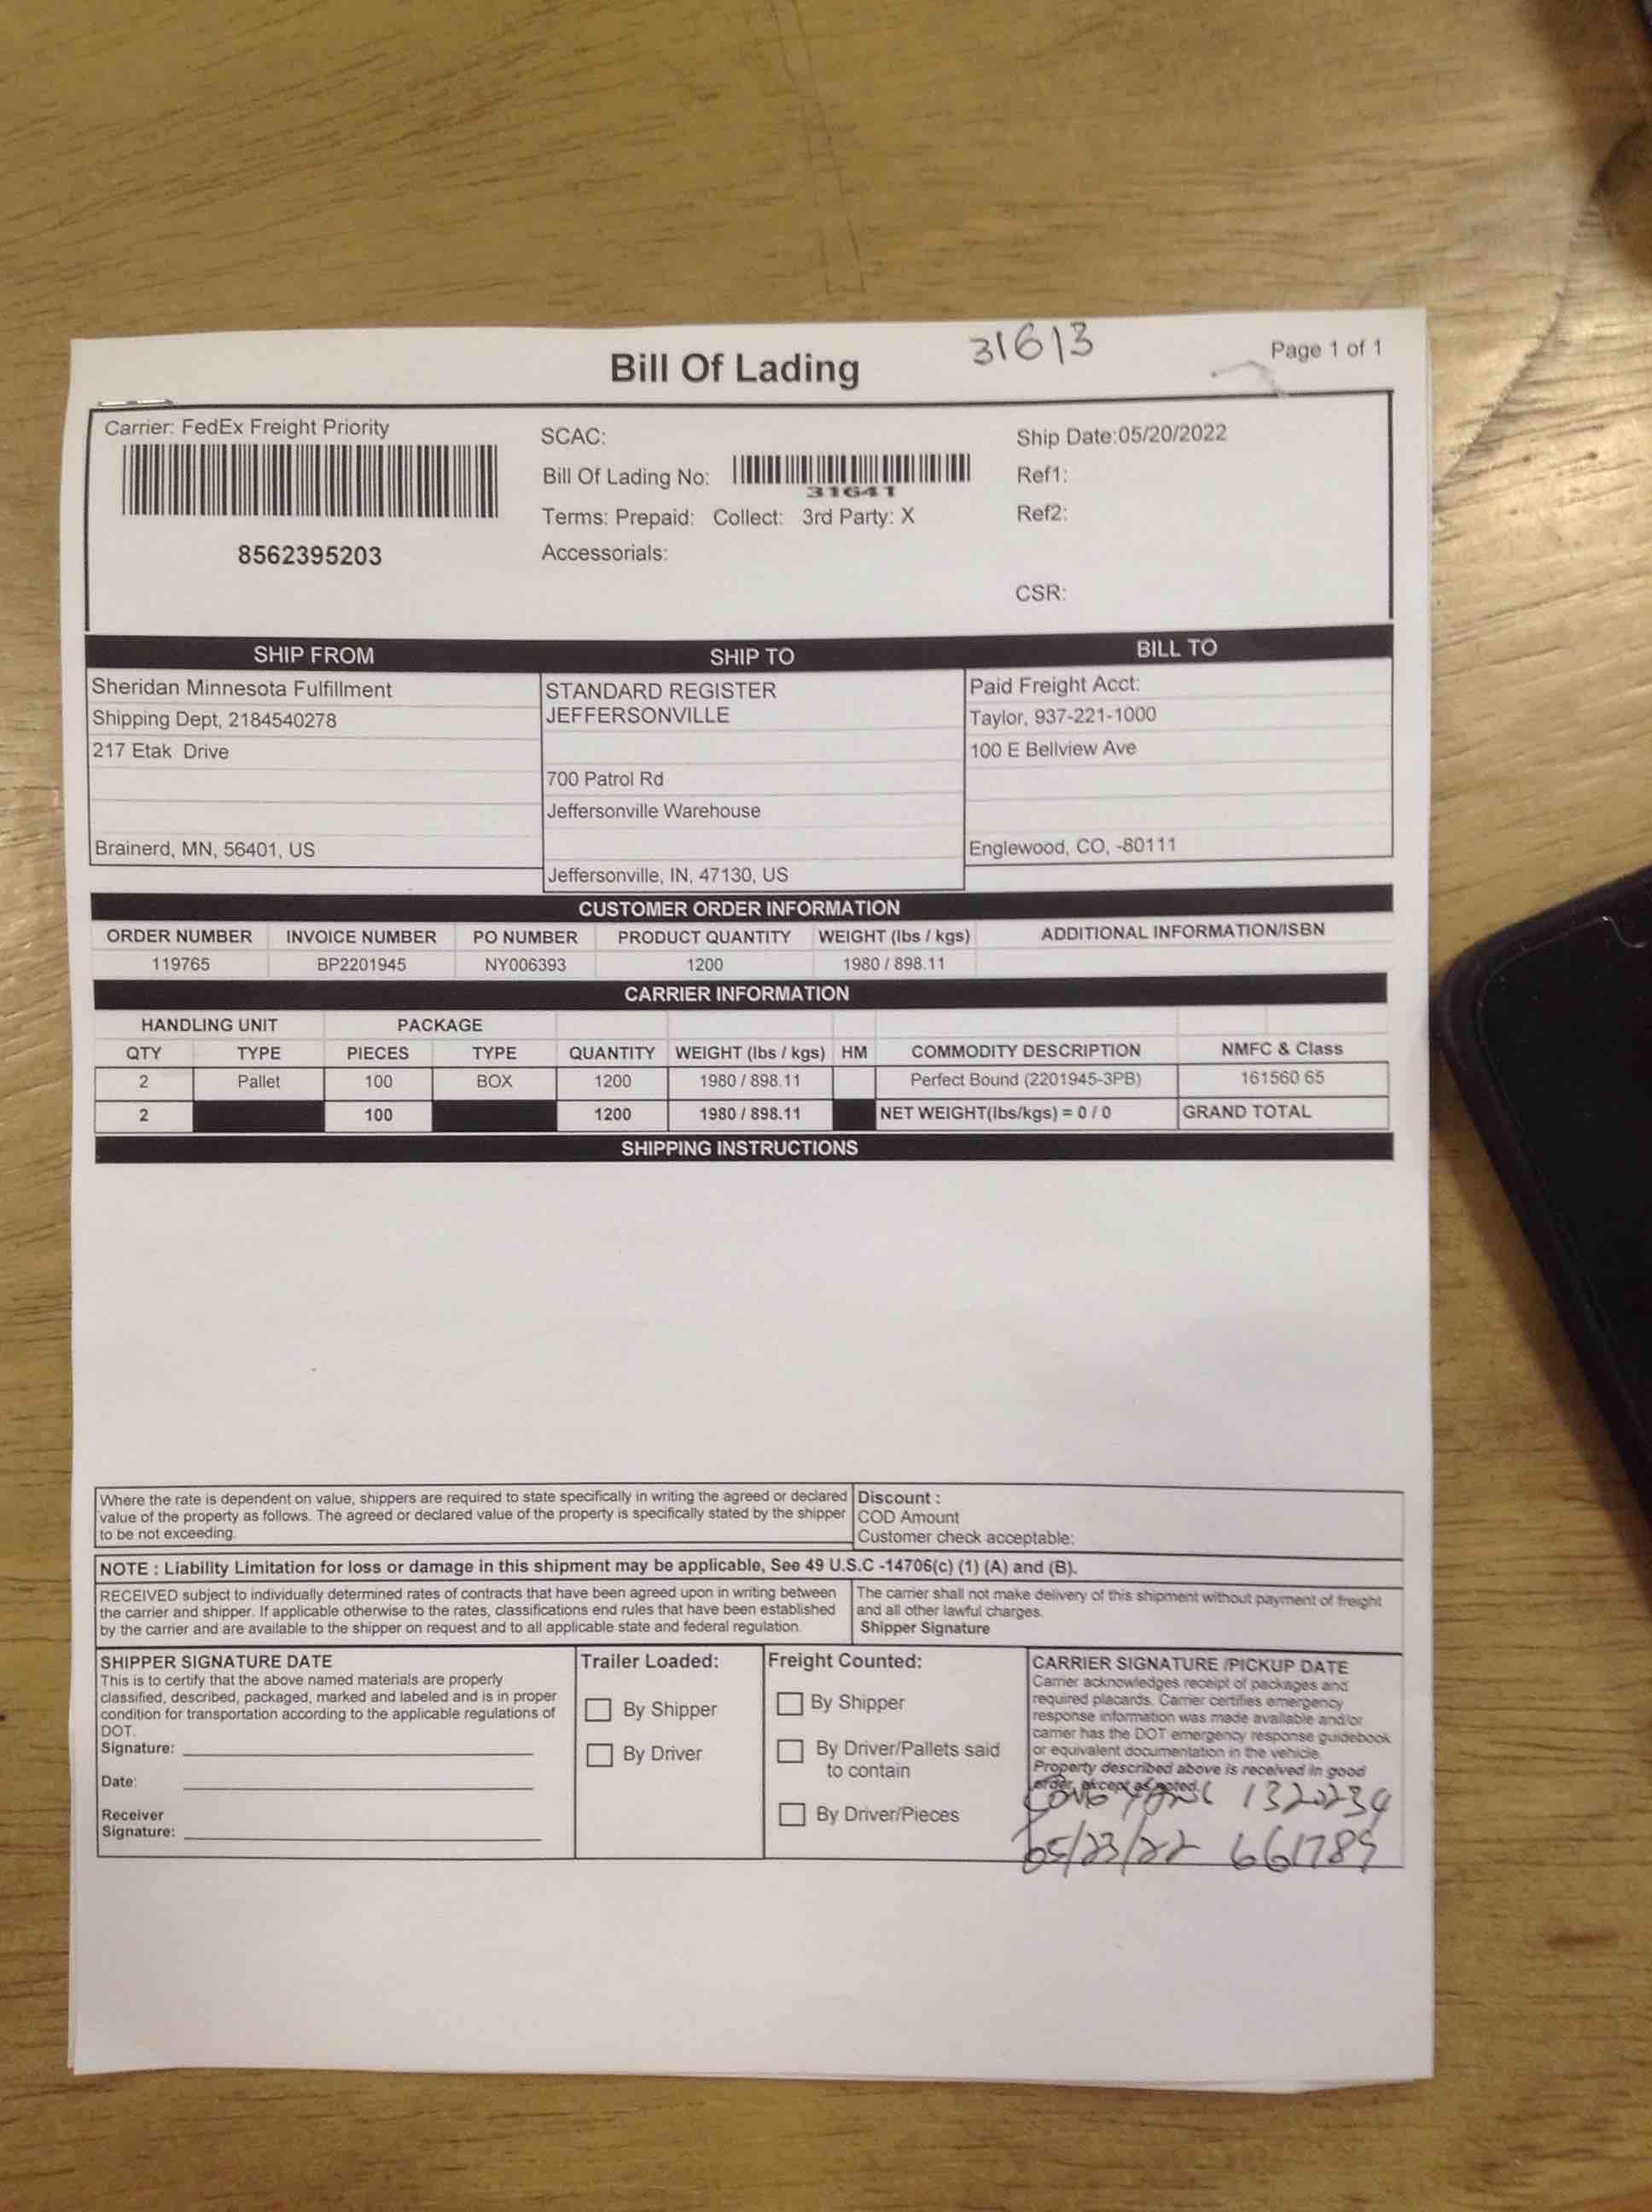 31613
Bill Of Lading
Page 1 of 1
Carrier: FedEx Freight Priority
8562395203
SCAC:
Bill Of Lading No:
31641
Terms: Prepaid: Collect: 3rd Party: X
Accessorials:
Ship Date:05/20/2022
Ref1:
Ref2:
CSR:
SHIP FROM
Sheridan Minnesota Fulfillment
Shipping Dept, 2184540278
217 Etak Drive
Brainerd, MN, 56401, US
SHIP TO
STANDARD REGISTER
JEFFERSONVILLE
700 Patrol Rd
Jeffersonville Warehouse
Jeffersonville, IN, 47130, US
BILL TO
Paid Freight Acct:
Taylor, 937-221-1000
100 E Bellview Ave
Englewood, CO, -80111
CUSTOMER ORDER INFORMATION
ORDER NUMBER INVOICE NUMBER PO NUMBER PRODUCT QUANTITY WEIGHT (lbs / kgs) ADDITIONAL INFORMATION/ISBN
119765 BP2201945 NY006393 1200 1980 / 898.11
CARRIER INFORMATION
HANDLING UNIT PACKAGE
QTY TYPE PIECES TYPE QUANTITY WEIGHT (lbs / kgs) HM COMMODITY DESCRIPTION NMFC & Class
2 Pallet 100 BOX 1200 1980 / 898.11 Perfect Bound (2201945-3PB) 161560 65
2 100 1200 1980 / 898.11 NET WEIGHT(lbs/kgs) = 0 / 0 GRAND TOTAL
SHIPPING INSTRUCTIONS
Where the rate is dependent on value, shippers are required to state specifically in writing the agreed or declared
value of the property as follows. The agreed or declared value of the property is specifically stated by the shipper
to be not exceeding
Discount :
COD Amount
Customer check acceptable:
NOTE : Liability Limitation for loss or damage in this shipment may be applicable, See 49 U.S.C -14706(c) (1) (A) and (B).
RECEIVED subject to individually determined rates of contracts that have been agreed upon in writing between
the carrier and shipper. If applicable otherwise to the rates, classifications end rules that have been established
by the carrier and are available to the shipper on request and to all applicable state and federal regulation.
The carrier shall not make delivery of this shipment without payment of freight
and all other lawful charges.
Shipper Signature
SHIPPER SIGNATURE DATE
This is to certify that the above named materials are properly
classified, described, packaged, marked and labeled and is in proper
condition for transportation according to the applicable regulations of
DOT.
Signature:
Date:
Receiver
Signature:
Trailer Loaded:
By Shipper
By Driver
Freight Counted:
By Shipper
By Driver/Pallets said
to contain
By Driver/Pieces
CARRIER SIGNATURE /PICKUP DATE
Carrier acknowledges receipt of packages and
required placards. Carrier certifies emergency
response information was made available and/or
carrier has the DOT emergency response guidebook
or equivalent documentation in the vehicle.
Property described above is received in good
order, except as noted.
05/23/22 661789